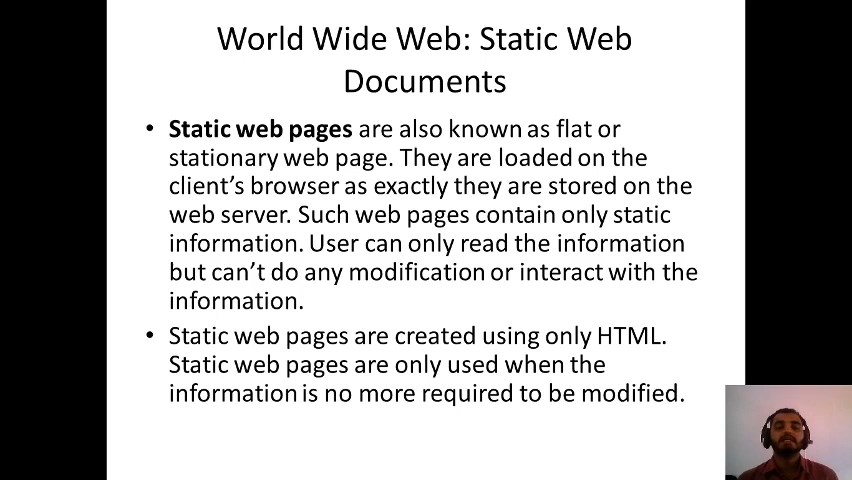 World Wide Web: Static Web
Documents
• Static web pages are also known as flat or
stationary web page. They are loaded on the
client's browser as exactly they are stored on the
web server. Such web pages contain only static
information. User can only read the information
but can't do any modification or interact with the
information.
• Static web pages are created using only HTML.
Static web pages are only used when the
information is no more required to be modified.